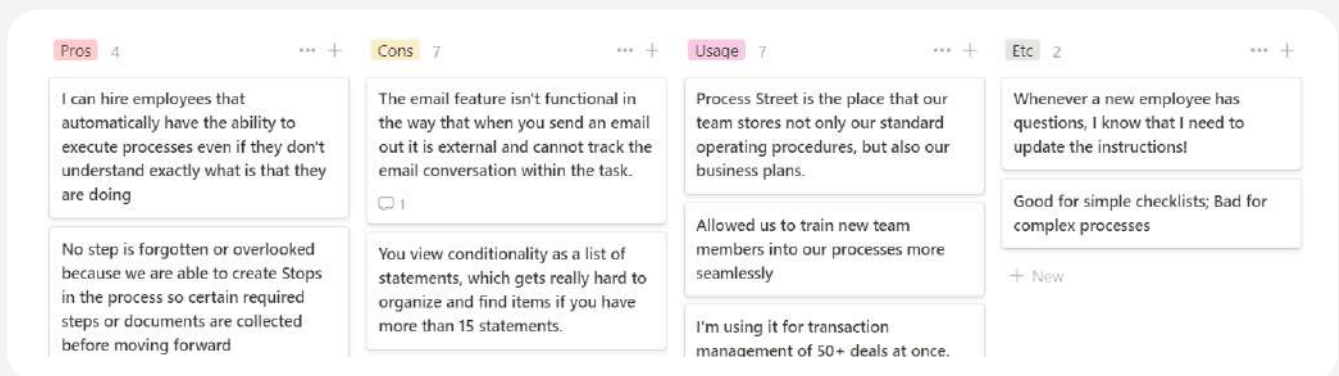 Pros 4
I can hire employees that
automatically have the ability to
execute processes even if they don't
understand exactly what is that they
are doing
No step is forgotten or overlooked
because we are able to create Stops
in the process so certain required
steps or documents are collected
before moving forward
Cons 7
The email feature isn't functional in
the way that when you send an email
out it is external and cannot track the
email conversation within the task.
1
You view conditionality as a list of
statements, which gets really hard to
organize and find items if you have
more than 15 statements.
Usage 7
Process Street is the place that our
team stores not only our standard
operating procedures, but also our
business plans.
Allowed us to train new team
members into our processes more
seamlessly
I'm using it for transaction
management of 50+ deals at once.
Etc 2
Whenever a new employee has
questions, I know that I need to
update the instructions!
Good for simple checklists; Bad for
complex processes
+ New